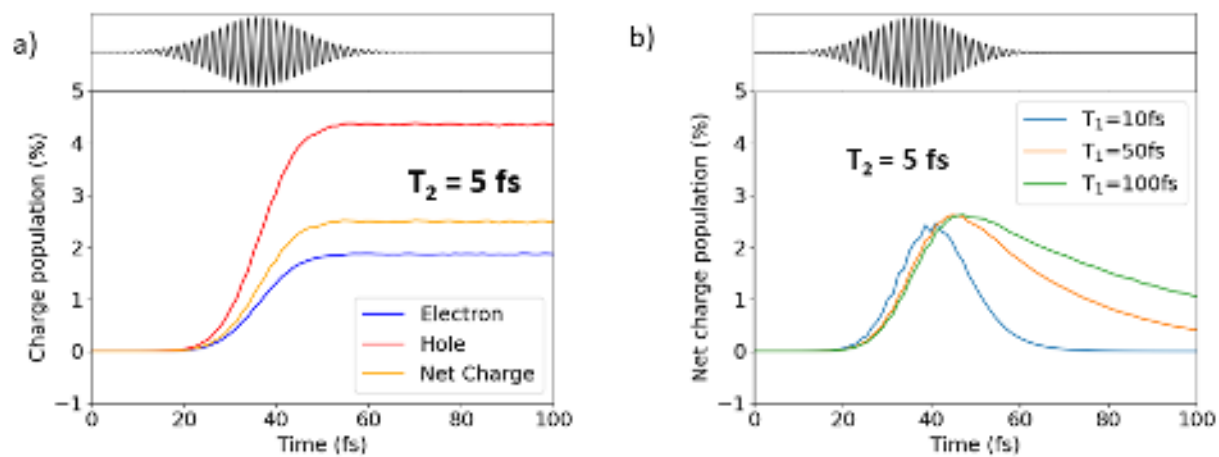 a)
5
4
3
2
1
0
−1
Charge population (%)
T₂ = 5 fs
Electron
Hole
Net Charge
0 20 40 60 80 100
Time (fs)
b)
5
4
3
2
1
0
−1
Net charge population (%)
T₂ = 5 fs
T₁=10fs
T₁=50fs
T₁=100fs
0 20 40 60 80 100
Time (fs)